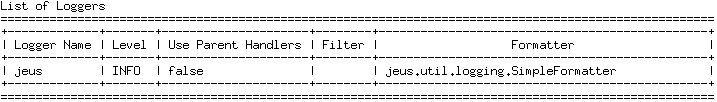 List of Loggers
================================================================================
+-------------+-------+---------------------+--------+-------------------------+
| Logger Name | Level | Use Parent Handlers | Filter | Formatter |
+-------------+-------+---------------------+--------+-------------------------+
| jeus | INFO | false | | jeus.util.logging.SimpleFormatter |
+-------------+-------+---------------------+--------+-------------------------+
================================================================================